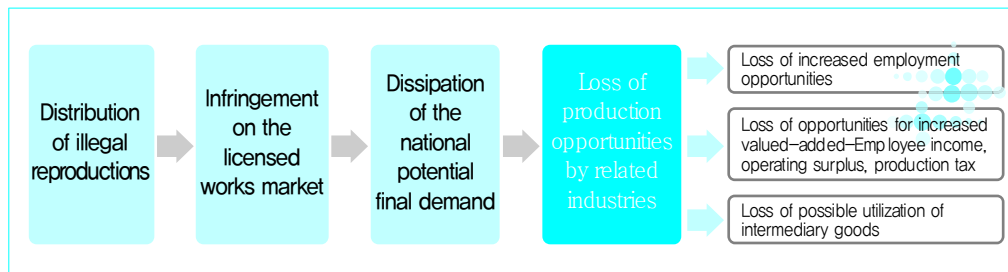 Distribution
of illegal
reproductions
Infringement
on the
licensed
works market
Dissipation
of the
national
potential
final demand
Loss of
production
opportunities
by related
industries
Loss of increased employment
opportunities
Loss of opportunities for increased
valued-added-Employee income,
operating surplus, production tax
Loss of possible utilization of
intermediary goods